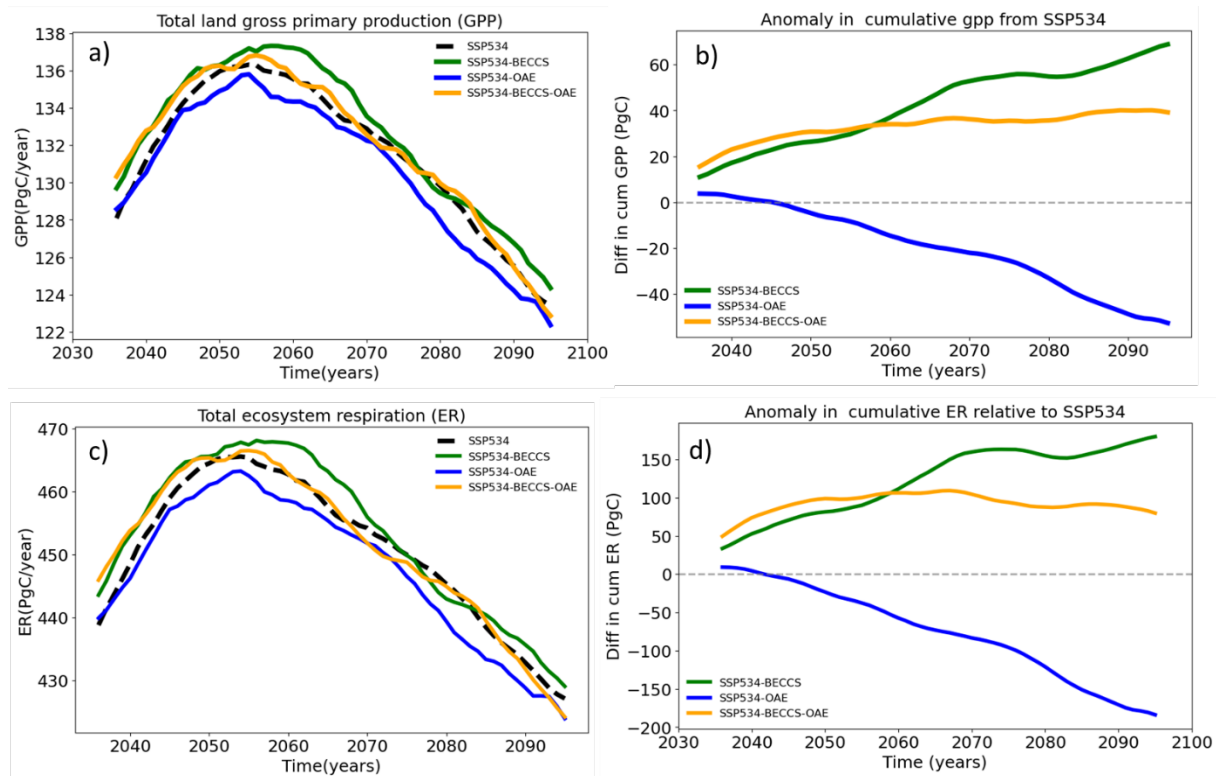 Total land gross primary production (GPP)
a)
SSP534
SSP534-BECCS
SSP534-OAE
SSP534-BECCS-OAE
138
136
134
132
130
128
126
124
122
GPP(PgC/year)
2030 2040 2050 2060 2070 2080 2090 2100
Time(years)
Anomaly in cumulative gpp from SSP534
b)
60
40
20
0
−20
−40
Diff in cum GPP (PgC)
SSP534-BECCS
SSP534-OAE
SSP534-BECCS-OAE
2040 2050 2060 2070 2080 2090
Time (years)
Total ecosystem respiration (ER)
c)
SSP534
SSP534-BECCS
SSP534-OAE
SSP534-BECCS-OAE
470
460
450
440
430
ER(PgC/year)
2040 2050 2060 2070 2080 2090
Time(years)
Anomaly in cumulative ER relative to SSP534
d)
150
100
50
0
−50
−100
−150
−200
Diff in cum ER (PgC)
SSP534-BECCS
SSP534-OAE
SSP534-BECCS-OAE
2030 2040 2050 2060 2070 2080 2090 2100
Time (years)